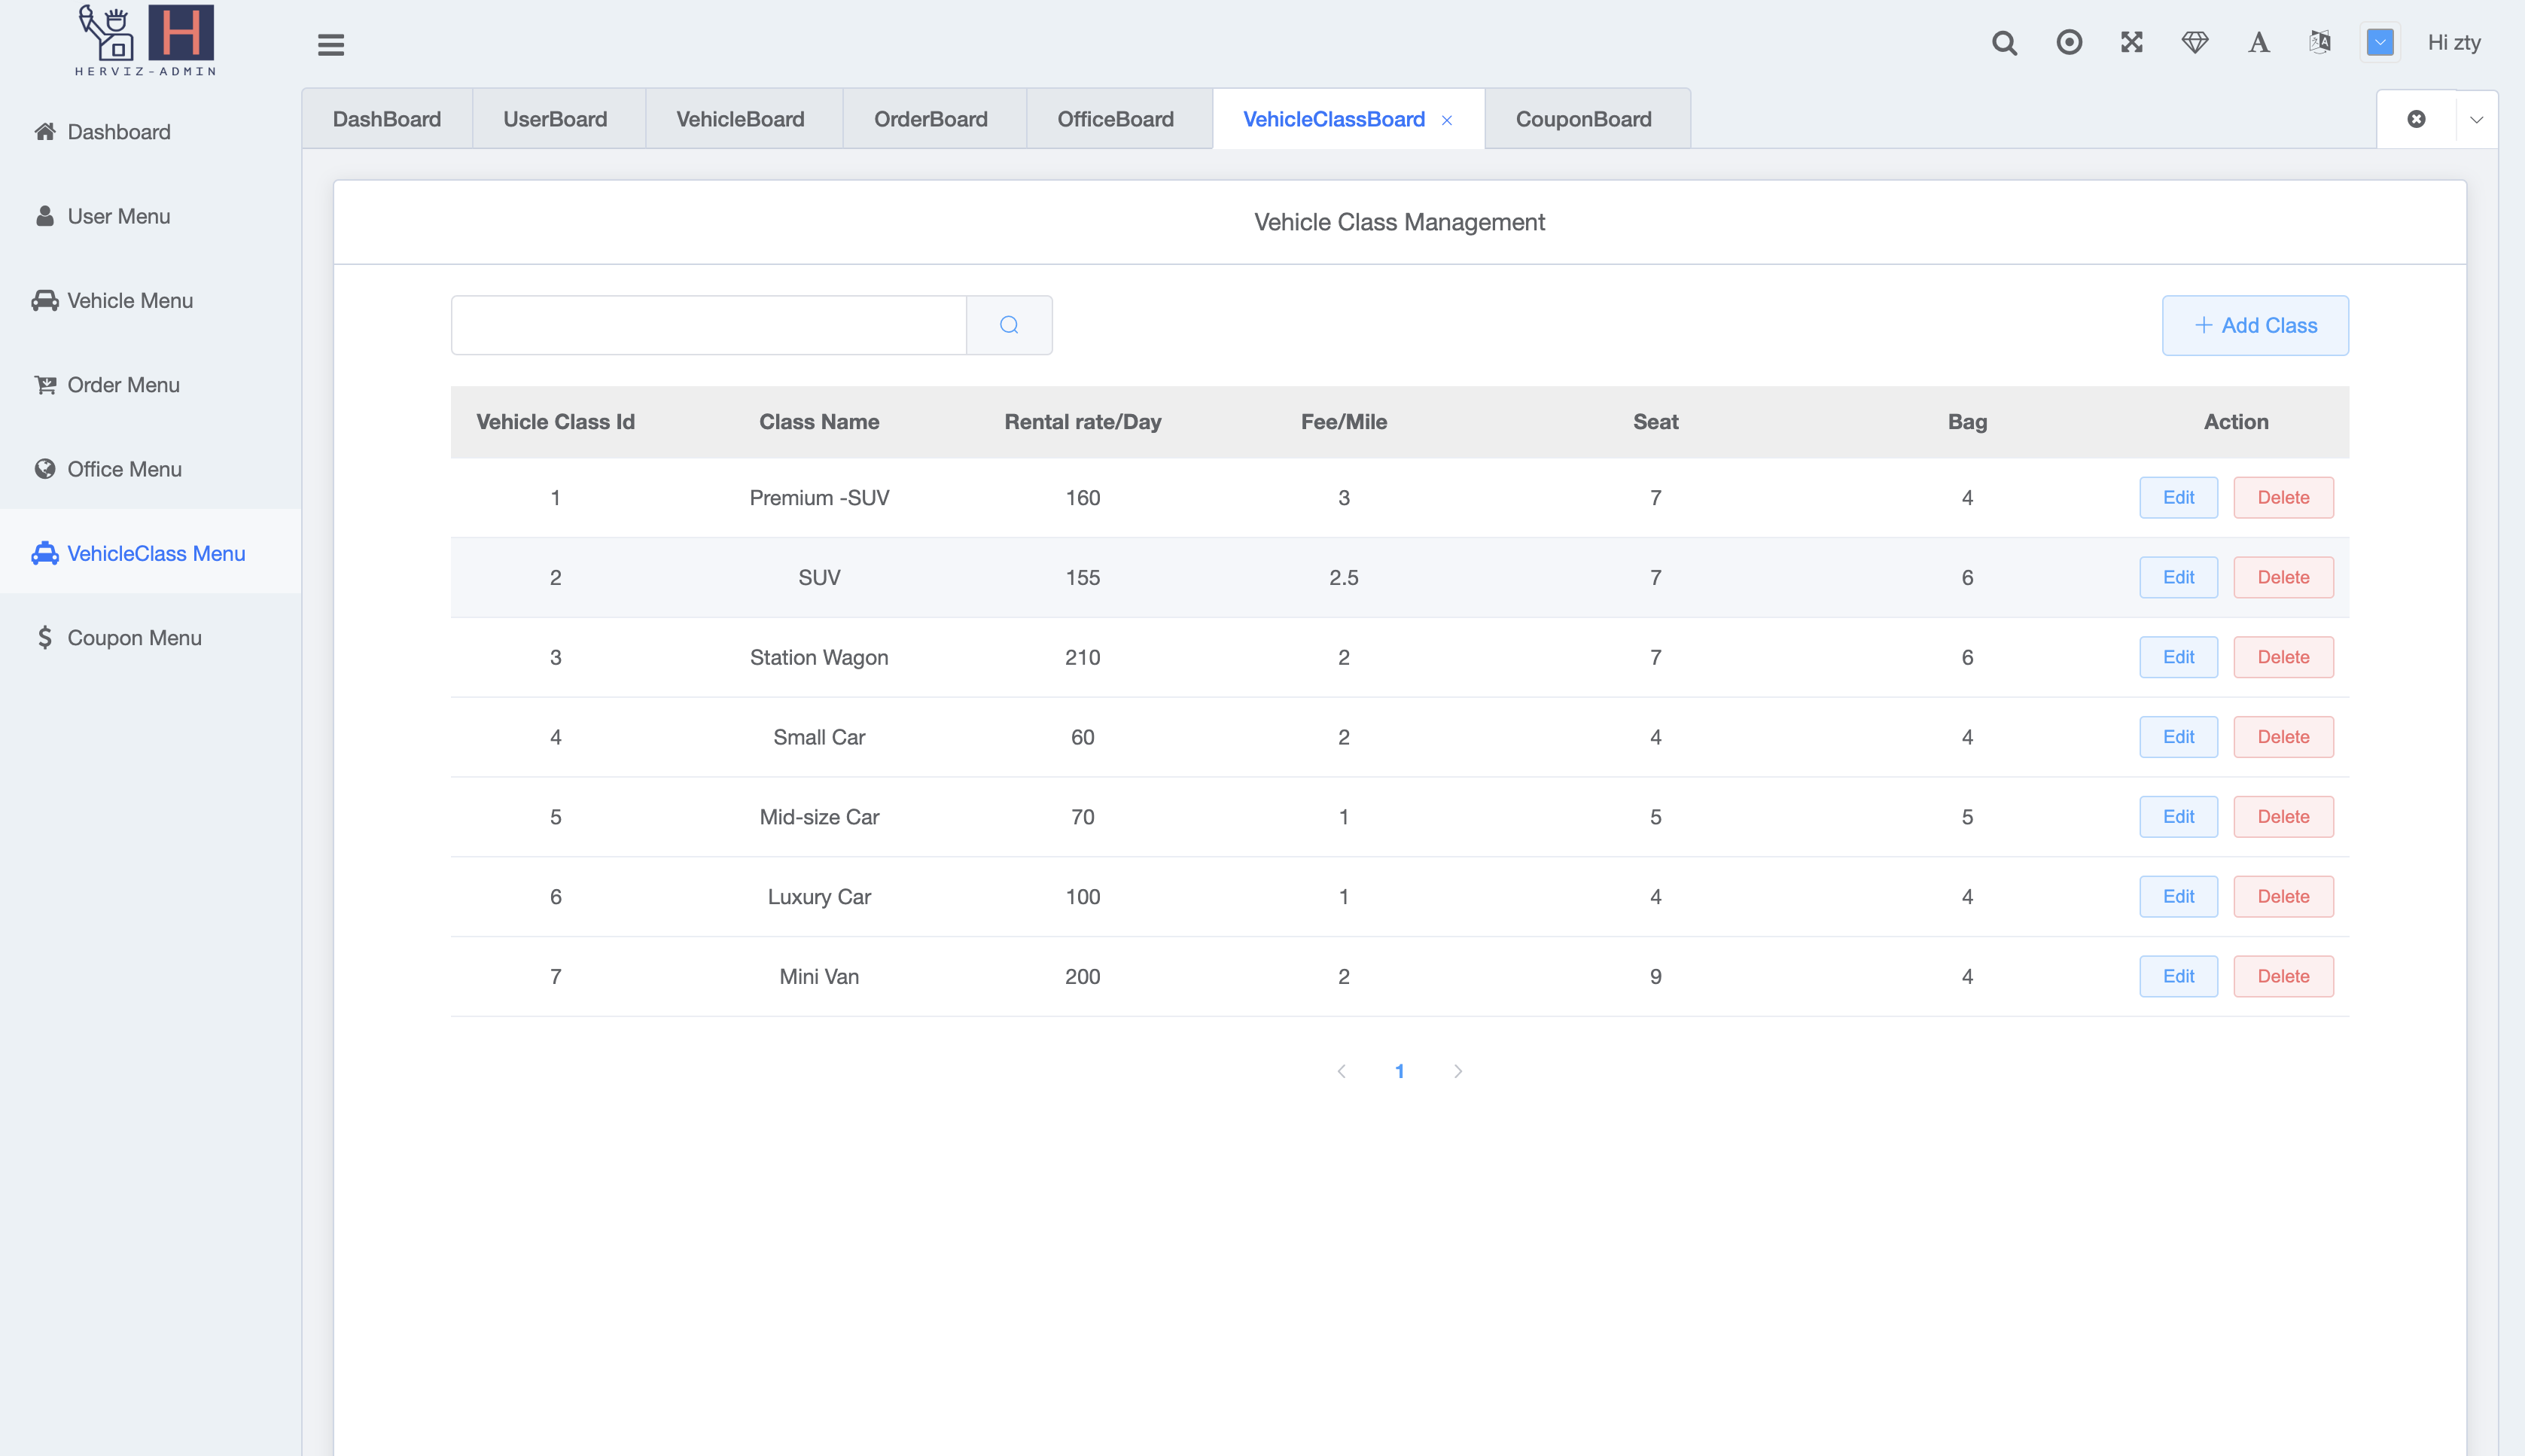 H
HERVIZ-ADMIN
Hi zty
Dashboard
User Menu
Vehicle Menu
Order Menu
Office Menu
VehicleClass Menu
Coupon Menu
DashBoard UserBoard VehicleBoard OrderBoard OfficeBoard VehicleClassBoard CouponBoard
Vehicle Class Management
Add Class
Vehicle Class Id Class Name Rental rate/Day Fee/Mile Seat Bag Action
1 Premium -SUV 160 3 7 4 Edit Delete
2 SUV 155 2.5 7 6 Edit Delete
3 Station Wagon 210 2 7 6 Edit Delete
4 Small Car 60 2 4 4 Edit Delete
5 Mid-size Car 70 1 5 5 Edit Delete
6 Luxury Car 100 1 4 4 Edit Delete
7 Mini Van 200 2 9 4 Edit Delete
1